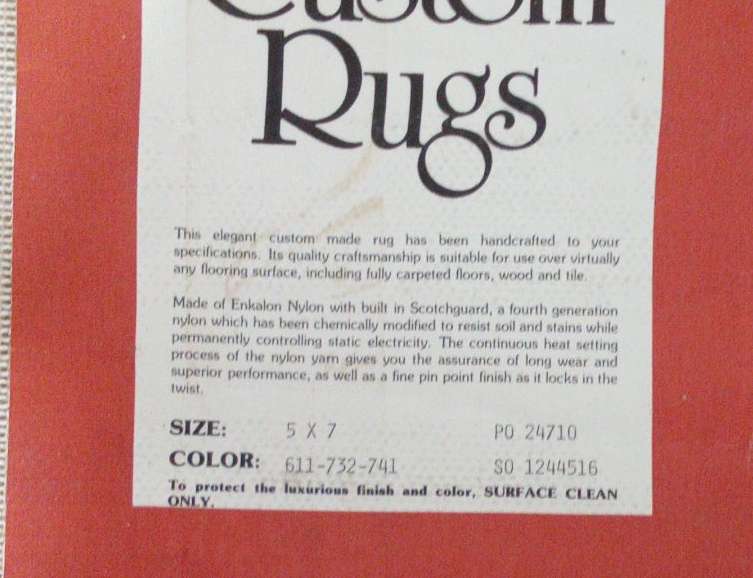 Custom
Rugs
This elegant custom made rug has been handcrafted to your
specifications. Its quality craftsmanship is suitable for use over virtually
any flooring surface, including fully carpeted floors, wood and tile.
Made of Enkalon Nylon with built in Scotchguard, a fourth generation
nylon which has been chemically modified to resist soil and stains while
permanently controlling static electricity. The continuous heat setting
process of the nylon yarn gives you the assurance of long wear and
superior performance, as well as a fine pin point finish as it locks in the
twist.
SIZE: 5 X 7 PO 24710
COLOR: 611-732-741 SO 1244516
To protect the luxurious finish and color, SURFACE CLEAN
ONLY.